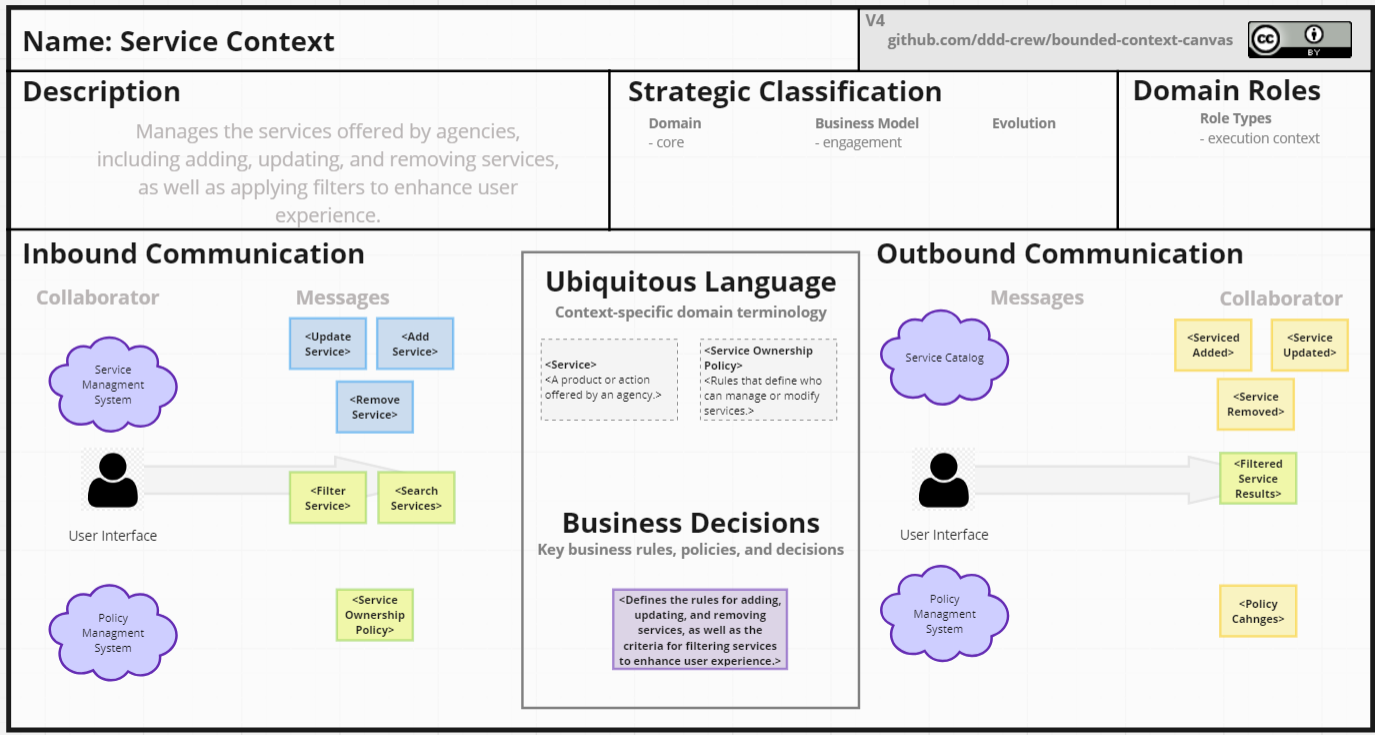 Name: Service Context
V4
github.com/ddd-crew/bounded-context-canvas
cc
BY
Description
Manages the services offered by agencies,
including adding, updating, and removing services,
as well as applying filters to enhance user
experience.
Strategic Classification
Domain
- core
Business Model
- engagement
Evolution
Domain Roles
Role Types
- execution context
Inbound Communication
Collaborator
Messages
Service
Managment
System
<Update
Service>
<Add
Service>
<Remove
Service>
User Interface
<Filter
Service>
<Search
Services>
Policy
Managment
System
<Service
Ownership
Policy>
Ubiquitous Language
Context-specific domain terminology
<Service>
<A product or action
offered by an agency.>
<Service Ownership
Policy>
<Rules that define who
can manage or modify
services.>
Business Decisions
Key business rules, policies, and decisions
<Defines the rules for adding,
updating, and removing
services, as well as the
criteria for filtering services
to enhance user experience.>
Outbound Communication
Messages
Collaborator
Service Catalog
<Serviced
Added>
<Service
Updated>
<Service
Removed>
User Interface
<Filtered
Service
Results>
Policy
Managment
System
<Policy
Cahnges>